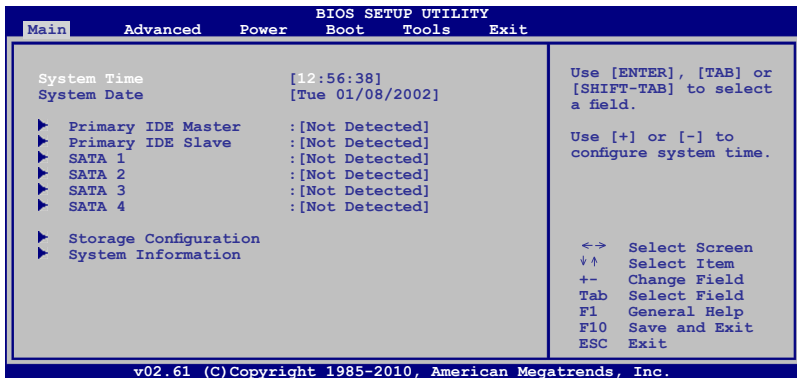 BIOS SETUP UTILITY
Main Advanced Power Boot Tools Exit
System Time [12:56:38]
System Date [Tue 01/08/2002]
Primary IDE Master :[Not Detected]
Primary IDE Slave :[Not Detected]
SATA 1 :[Not Detected]
SATA 2 :[Not Detected]
SATA 3 :[Not Detected]
SATA 4 :[Not Detected]
Storage Configuration
System Information
Use [ENTER], [TAB] or
[SHIFT-TAB] to select
a field.
Use [+] or [-] to
configure system time.
←→ Select Screen
↓↑ Select Item
+- Change Field
Tab Select Field
F1 General Help
F10 Save and Exit
ESC Exit
v02.61 (C)Copyright 1985-2010, American Megatrends, Inc.